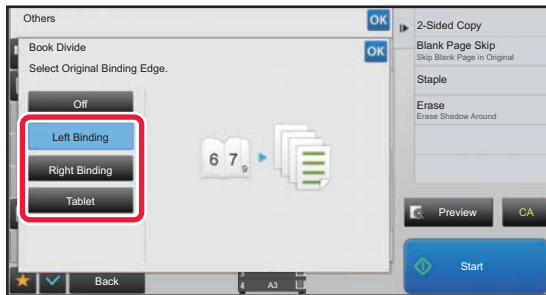 Others
OK
Book Divide
OK
Select Original Binding Edge.
Off
Left Binding
Right Binding
Tablet
6 7
9
Back
4 A3
2-Sided Copy
Blank Page Skip
Skip Blank Page in Original
Staple
Erase
Erase Shadow Around
Preview
CA
Start